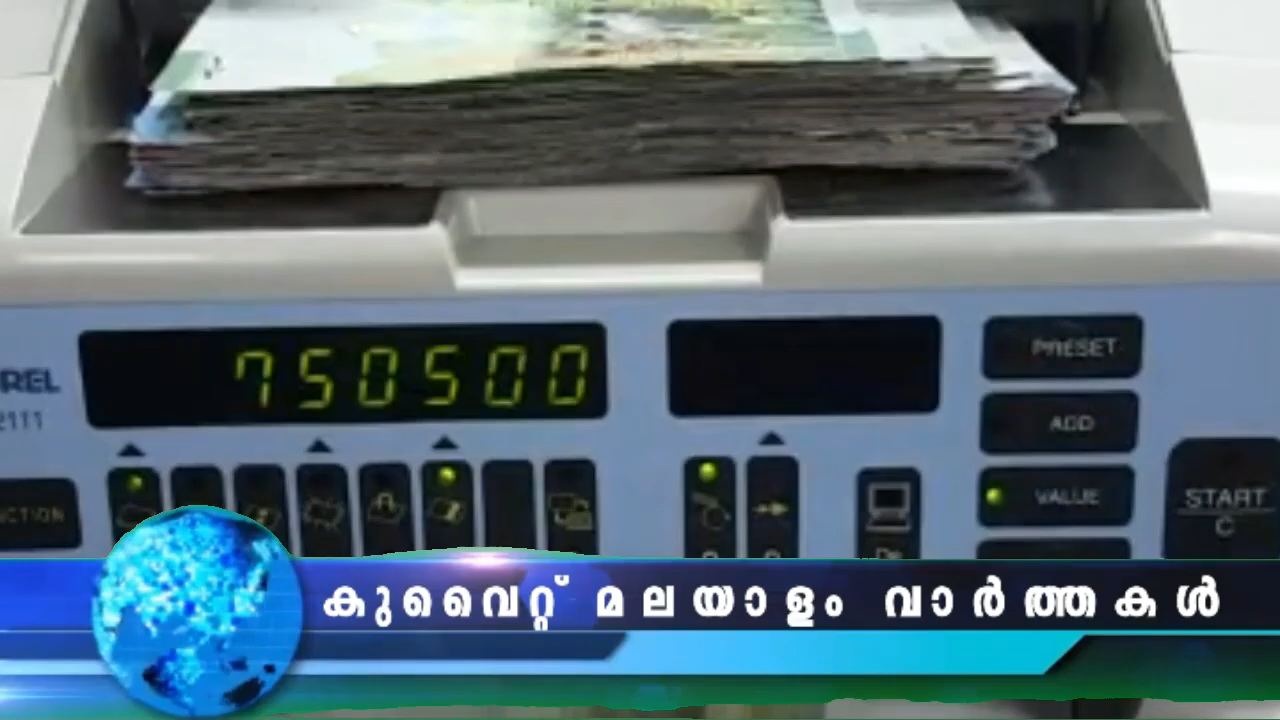 750500
PRESET
REL
2111
ADD
VALUE
CTION
START
C
കുവൈറ്റ് മലയാളം വാർത്തകൾ